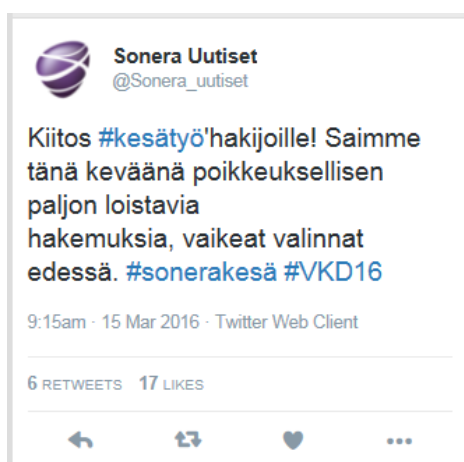 Sonera Uutiset
@Sonera_uutiset
Kiitos #kesätyö'hakijoille! Saimme
tänä keväänä poikkeuksellisen
paljon loistavia
hakemuksia, vaikeat valinnat
edessä. #sonerakesä #VKD16
9:15am · 15 Mar 2016 · Twitter Web Client
6 RETWEETS 17 LIKES